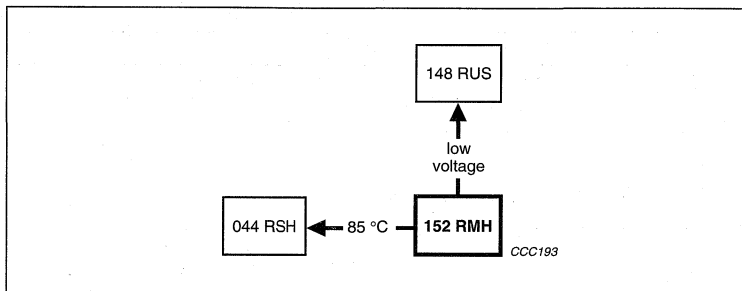 148 RUS
low
voltage
044 RSH
85 °C
152 RMH
CCC193